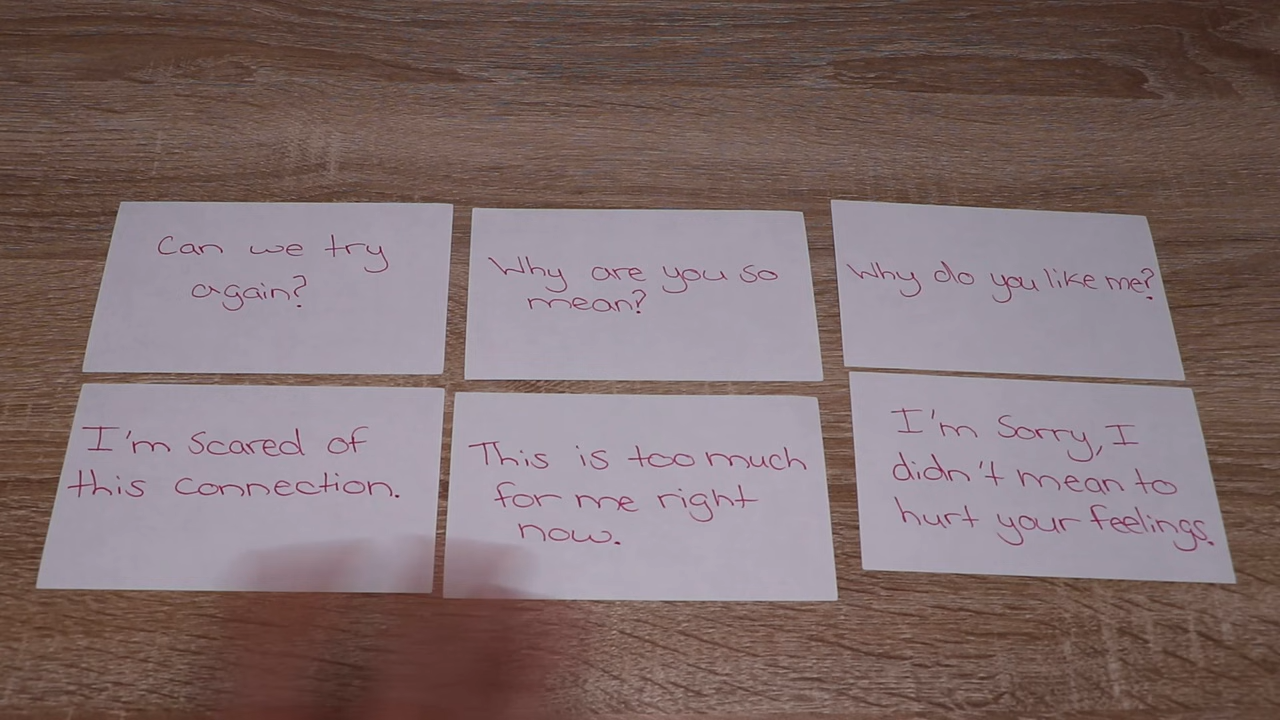 Can we try
again?
Why are you so
mean?
Why do you like me?
I'm scared of
this connection.
This is too much
for me right
now.
I'm Sorry, I
didn't mean to
hurt your feelings.